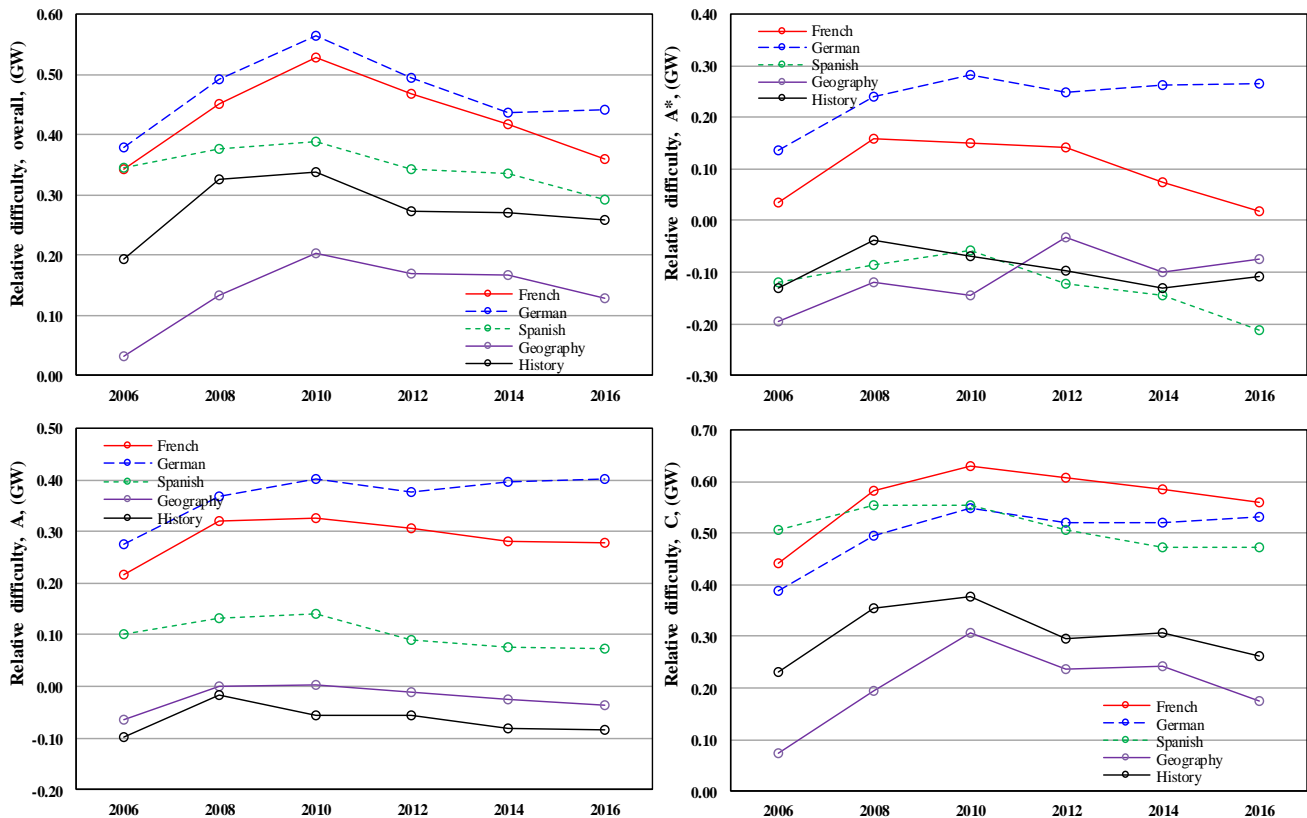 Relative difficulty, overall, (GW)
0.60
0.50
0.40
0.30
0.20
0.10
0.00
2006 2008 2010 2012 2014 2016
French
German
Spanish
Geography
History
Relative difficulty, A*, (GW)
0.40
0.30
0.20
0.10
0.00
-0.10
-0.20
-0.30
2006 2008 2010 2012 2014 2016
French
German
Spanish
Geography
History
Relative difficulty, A, (GW)
0.50
0.40
0.30
0.20
0.10
0.00
-0.10
-0.20
2006 2008 2010 2012 2014 2016
French
German
Spanish
Geography
History
Relative difficulty, C, (GW)
0.70
0.60
0.50
0.40
0.30
0.20
0.10
0.00
2006 2008 2010 2012 2014 2016
French
German
Spanish
Geography
History